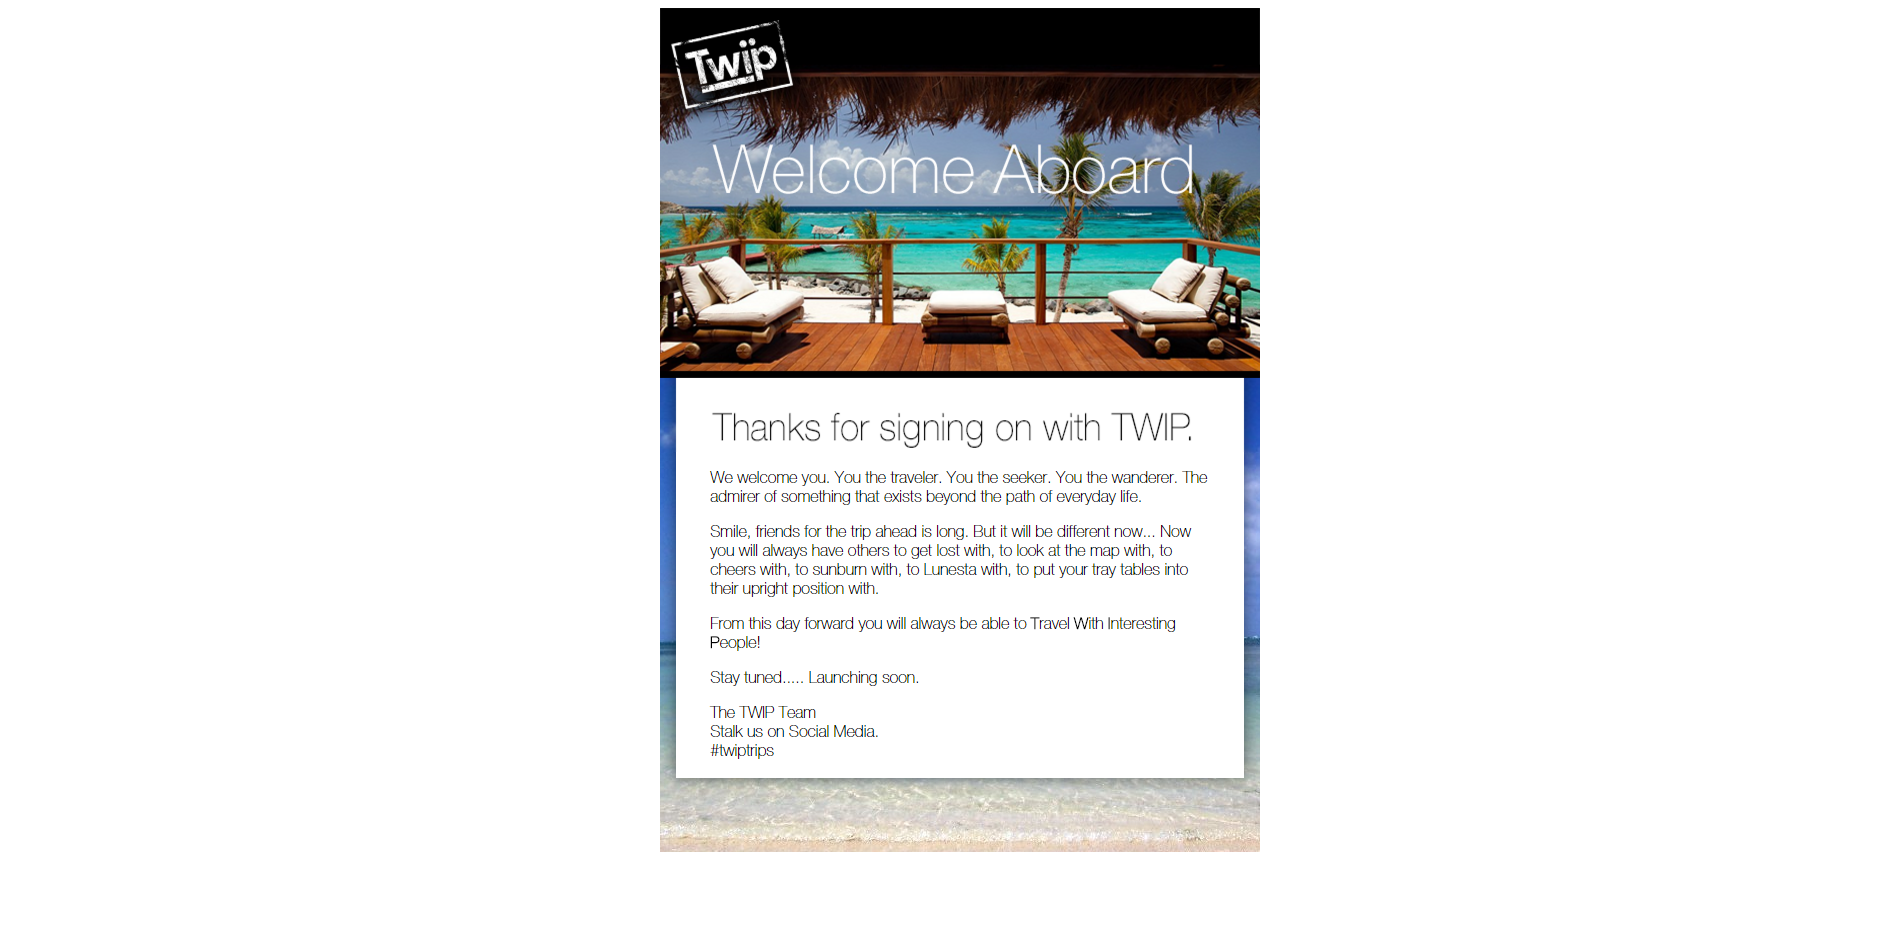 Twip
Welcome Aboard
Thanks for signing on with TWIP.
We welcome you. You the traveler. You the seeker. You the wanderer. The
admirer of something that exists beyond the path of everyday life.
Smile, friends for the trip ahead is long. But it will be different now... Now
you will always have others to get lost with, to look at the map with, to
cheers with, to sunburn with, to Lunesta with, to put your tray tables into
their upright position with.
From this day forward you will always be able to Travel With Interesting
People!
Stay tuned..... Launching soon.
The TWIP Team
Stalk us on Social Media.
#twiptrips